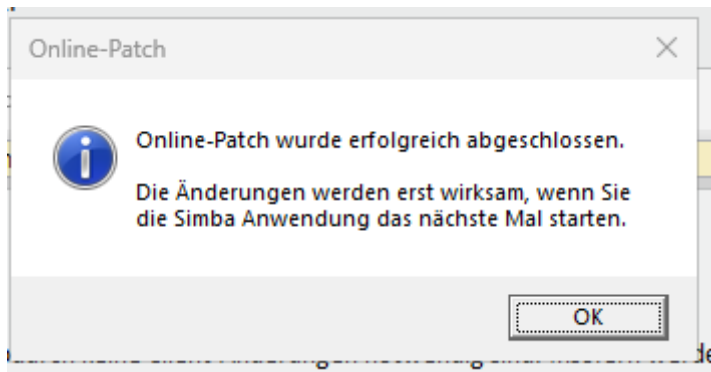 Online-Patch
Online-Patch wurde erfolgreich abgeschlossen.
Die Änderungen werden erst wirksam, wenn Sie
die Simba Anwendung das nächste Mal starten.
OK